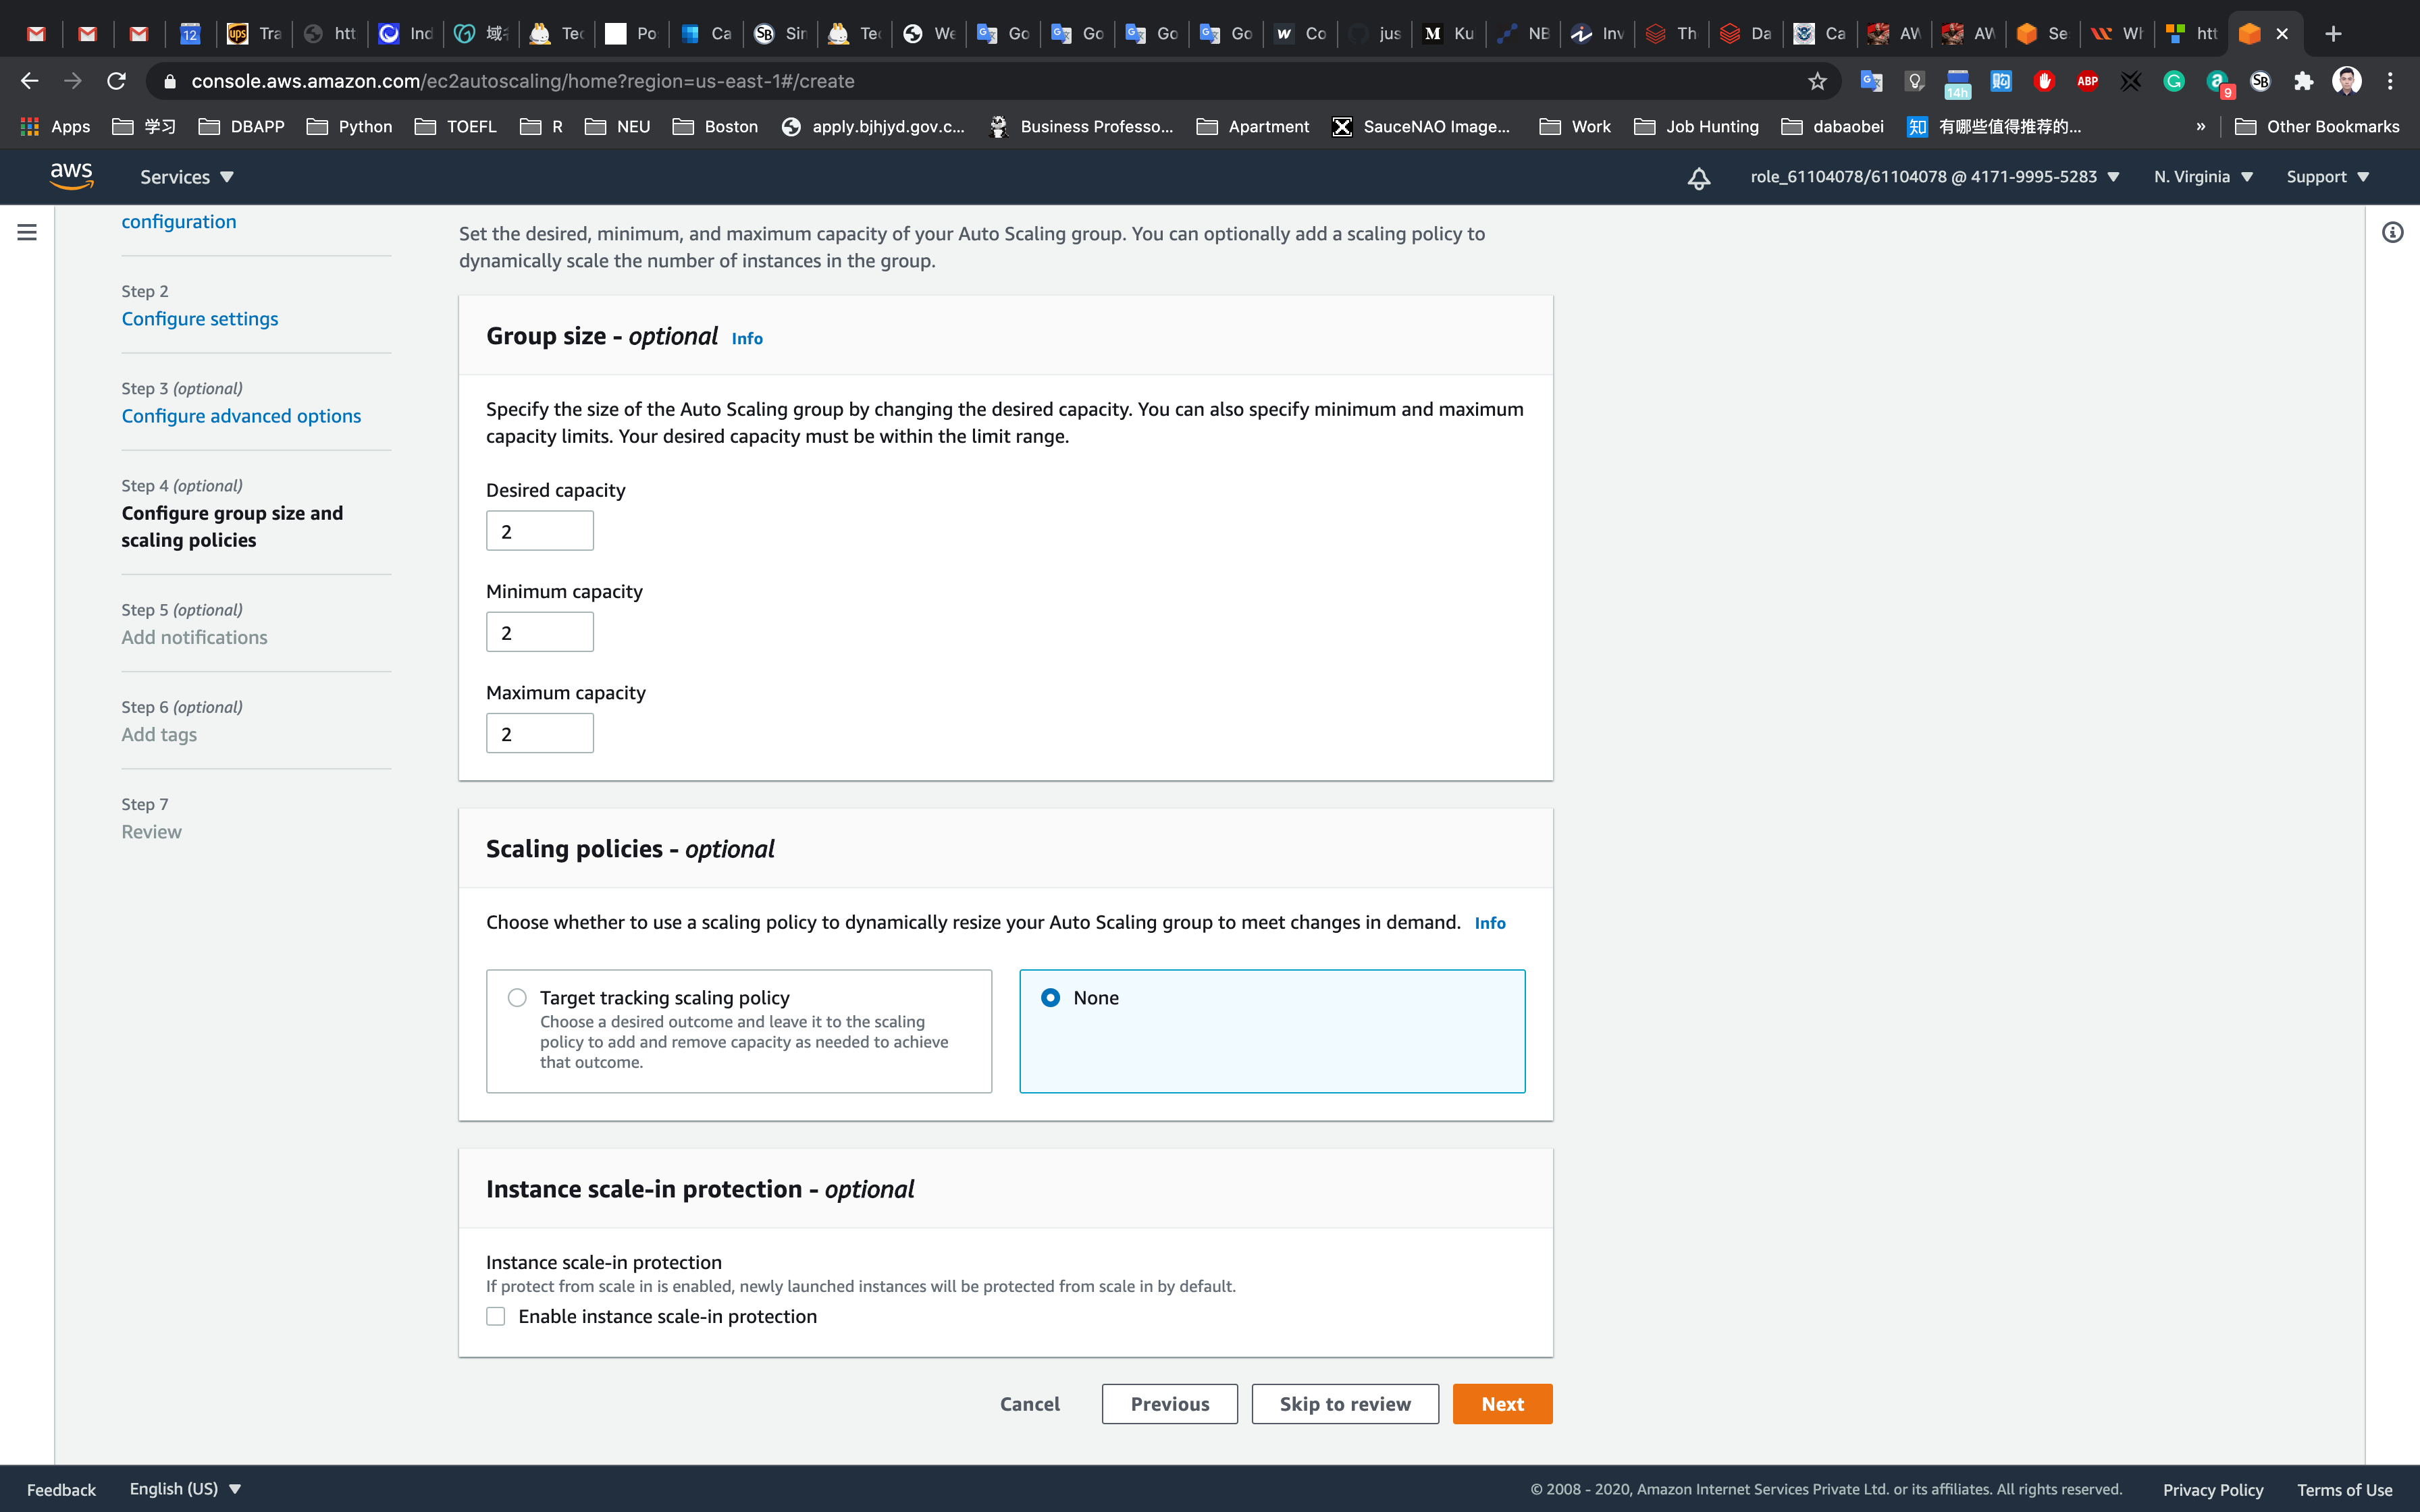 12
Tra
htt
Ind
Tec
Po
Ca
SB
Sin
Tec
We
Go
Go
Go
Go
w
Co
jus
M
Ku
NB
Inv
Th
Da
Ca
AW
AW
Se
Wh
htt
console.aws.amazon.com/ec2autoscaling/home?region=us-east-1#/create
14h
ABP
9
SB
Apps
学习
DBAPP
Python
TOEFL
R
NEU
Boston
apply.bjhjyd.gov.c...
Business Professo...
Apartment
SauceNAO Image...
Work
Job Hunting
dabaobei
知 有哪些值得推荐的...
»
Other Bookmarks
aws
Services
role_61104078/61104078 @ 4171-9995-5283
N. Virginia
Support
configuration
Step 2
Configure settings
Step 3 (optional)
Configure advanced options
Step 4 (optional)
Configure group size and
scaling policies
Step 5 (optional)
Add notifications
Step 6 (optional)
Add tags
Step 7
Review
Set the desired, minimum, and maximum capacity of your Auto Scaling group. You can optionally add a scaling policy to
dynamically scale the number of instances in the group.
Group size - optional Info
Specify the size of the Auto Scaling group by changing the desired capacity. You can also specify minimum and maximum
capacity limits. Your desired capacity must be within the limit range.
Desired capacity
2
Minimum capacity
2
Maximum capacity
2
Scaling policies - optional
Choose whether to use a scaling policy to dynamically resize your Auto Scaling group to meet changes in demand. Info
Target tracking scaling policy
Choose a desired outcome and leave it to the scaling
policy to add and remove capacity as needed to achieve
that outcome.
None
Instance scale-in protection - optional
Instance scale-in protection
If protect from scale in is enabled, newly launched instances will be protected from scale in by default.
Enable instance scale-in protection
Cancel
Previous
Skip to review
Next
Feedback
English (US)
© 2008 - 2020, Amazon Internet Services Private Ltd. or its affiliates. All rights reserved.
Privacy Policy
Terms of Use